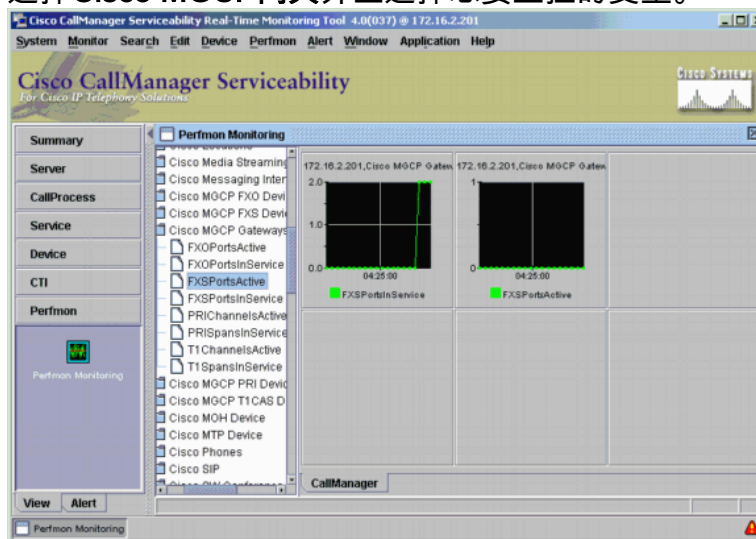 Cisco CallManager Serviceability Real-Time Monitoring Tool 4.0(037) @ 172.16.2.201
System Monitor Search Edit Device Perfmon Alert Window Application Help
Cisco CallManager Serviceability
For Cisco IP Telephony Solutions
CISCO SYSTEMS
Summary
Server
CallProcess
Service
Device
CTI
Perfmon
Perfmon Monitoring
View
Alert
Perfmon Monitoring
Cisco Media Streaming
Cisco Messaging Inter
Cisco MGCP FXO Devi
Cisco MGCP FXS Devi
Cisco MGCP Gateways
FXOPortsActive
FXOPortsInService
FXSPortsActive
FXSPortsInService
PRIChannelsActive
PRISpansInService
T1ChannelsActive
T1SpansInService
Cisco MGCP PRI Devic
Cisco MGCP T1CAS D
Cisco MOH Device
Cisco MTP Device
Cisco Phones
Cisco SIP
172.16.2.201,Cisco MGCP Gatew
2.0
1.0
0.0
04:25:00
FXSPortsInService
172.16.2.201,Cisco MGCP Gatew
1
0
04:25:00
FXSPortsActive
CallManager
Perfmon Monitoring